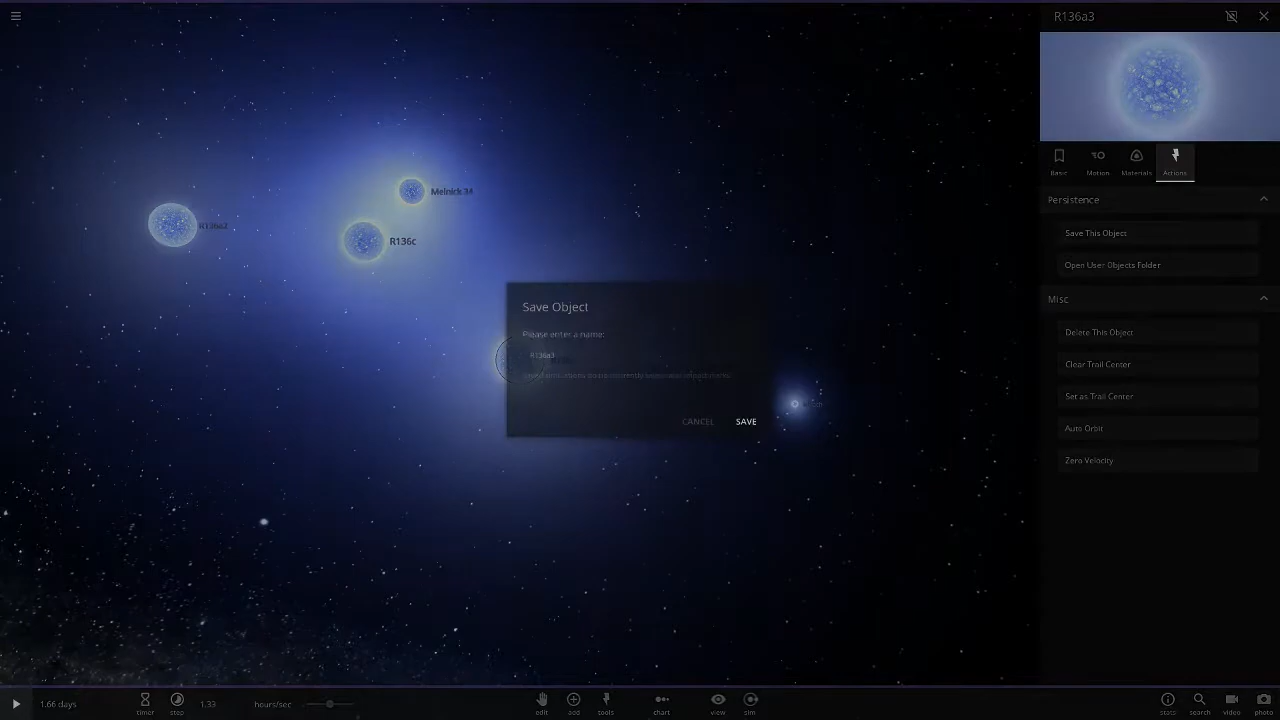 R136a3
Melnick 34
R136c
Basic
Motion
Materials
Actions
Persistence
Save This Object
Open User Objects Folder
Misc
Delete This Object
Clear Trail Center
Set as Trail Center
Auto Orbit
Zero Velocity
Save Object
Please enter a name:
R136a3
CANCEL
SAVE
1.66 days
timer
step
1.33
hours/sec
edit
add
tools
chart
view
sim
stats
search
video
photo